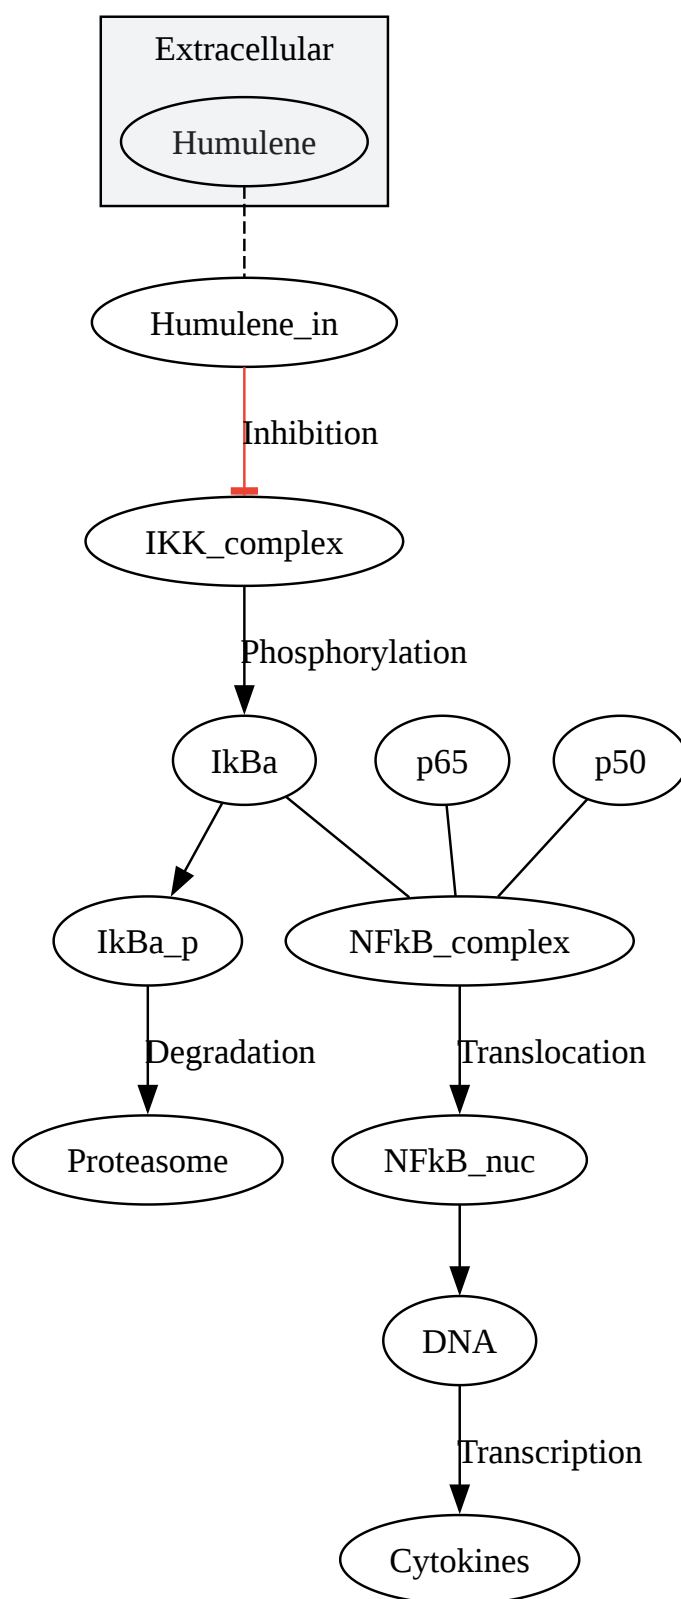 Extracellular
Humulene
Humulene_in
Inhibition
IKK_complex
Phosphorylation
IkBa
p65
p50
IkBa_p
NFkB_complex
Degradation
Translocation
Proteasome
NFkB_nuc
DNA
Transcription
Cytokines